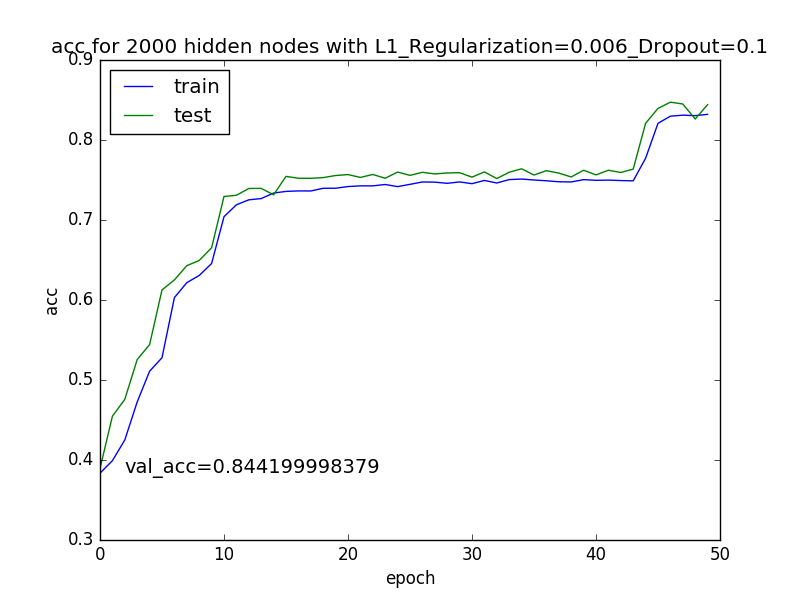 acc for 2000 hidden nodes with L1_Regularization=0.006_Dropout=0.1
train
test
0.9
0.8
0.7
0.6
0.5
0.4
0.3
acc
val_acc=0.844199998379
0 10 20 30 40 50
epoch